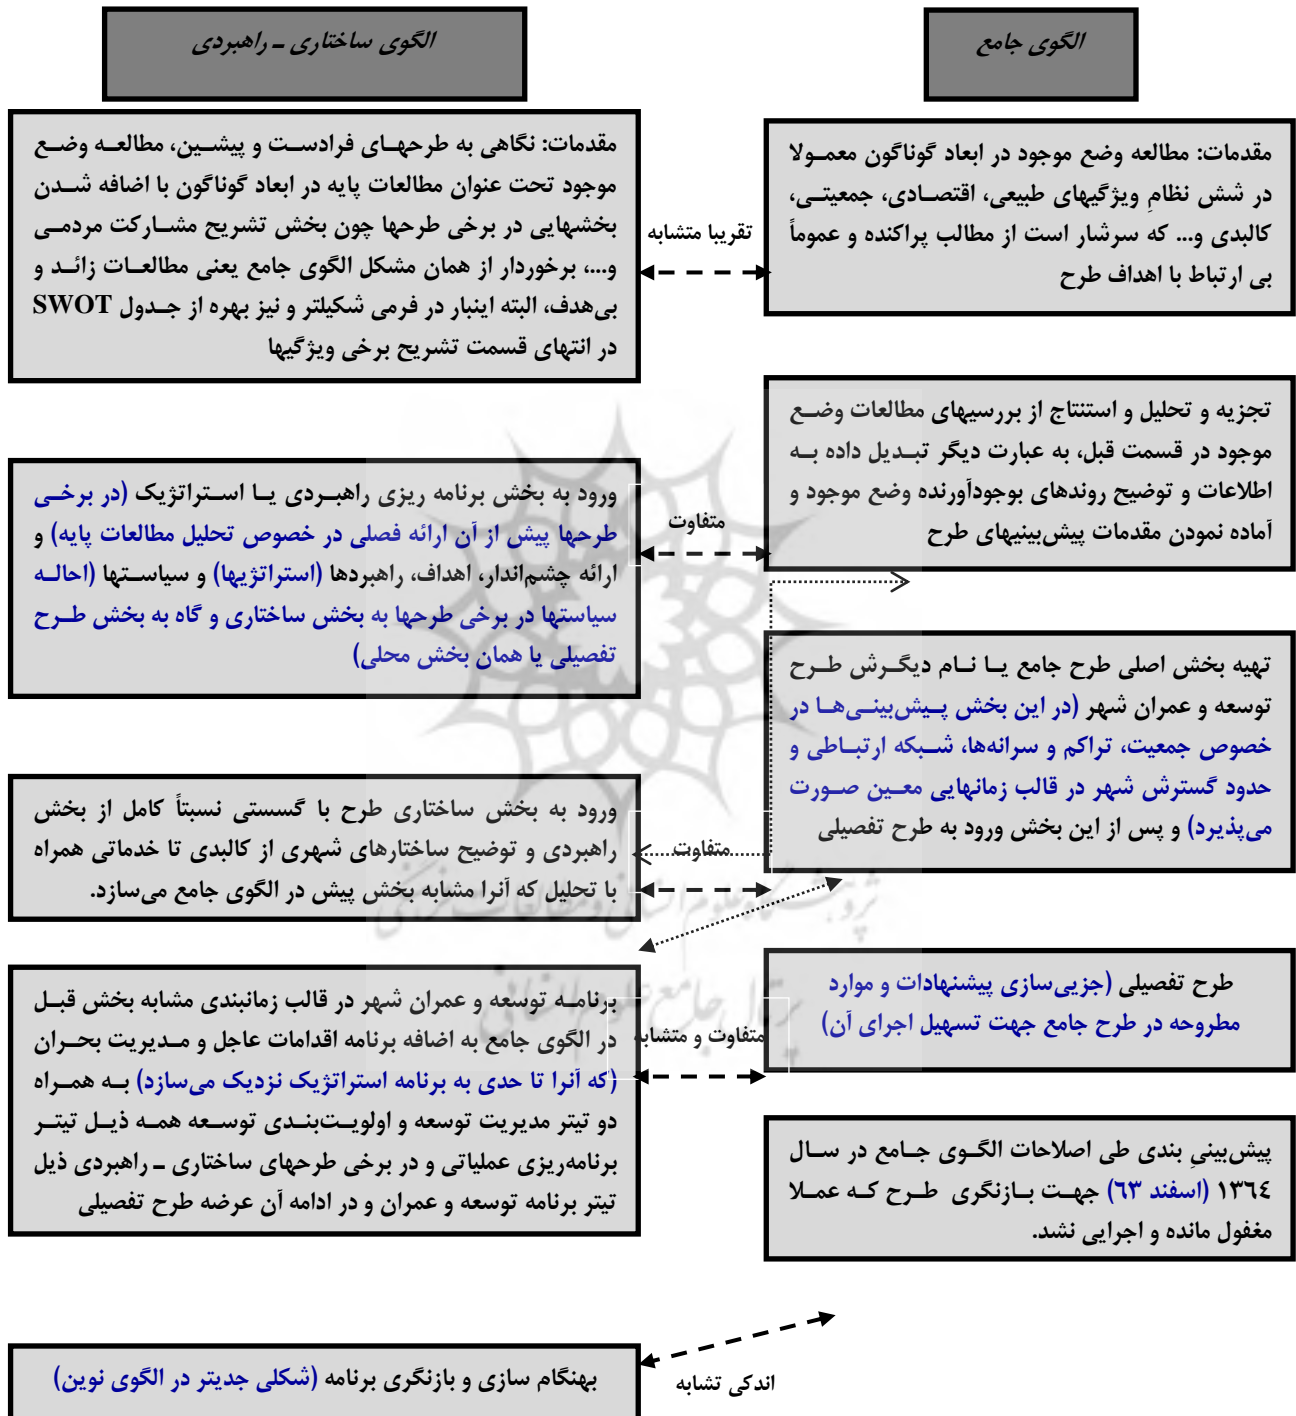 الگوی جامع
الگوی ساختاری ـ راهبردی
مقدمات: مطالعه وضع موجود در ابعاد گوناگون معمولا
در شش نظامِ ویژگیهای طبیعی، اقتصادی، جمعیتی،
کالبدی و... که سرشار است از مطالب پراکنده و عموماً
بی ارتباط با اهداف طرح
تقریبا متشابه
مقدمات: نگاهی به طرحهای فرادست و پیشین، مطالعه وضع
موجود تحت عنوان مطالعات پایه در ابعاد گوناگون با اضافه شدن
بخشهایی در برخی طرحها چون بخش تشریح مشارکت مردمی
و...، برخوردار از همان مشکل الگوی جامع یعنی مطالعات زائد و
بی‌هدف، البته اینبار در فرمی شکیلتر و نیز بهره از جدول SWOT
در انتهای قسمت تشریح برخی ویژگیها
تجزیه و تحلیل و استنتاج از بررسیهای مطالعات وضع
موجود در قسمت قبل، به عبارت دیگر تبدیل داده به
اطلاعات و توضیح روندهای بوجودآورنده وضع موجود و
آماده نمودن مقدمات پیش‌بینیهای طرح
متفاوت
ورود به بخش برنامه ریزی راهبردی یا استراتژیک (در برخی
طرحها پیش از آن ارائه فصلی در خصوص تحلیل مطالعات پایه) و
ارائه چشم‌اندار، اهداف، راهبردها (استراتژیها) و سیاستها (احاله
سیاستها در برخی طرحها به بخش ساختاری و گاه به بخش طرح
تفصیلی یا همان بخش محلی)
تهیه بخش اصلی طرح جامع یا نام دیگرش طرح
توسعه و عمران شهر (در این بخش پیش‌بینی‌ها در
خصوص جمعیت، تراکم و سرانه‌ها، شبکه ارتباطی و
حدود گسترش شهر در قالب زمانهایی معین صورت
می‌پذیرد) و پس از این بخش ورود به طرح تفصیلی
متفاوت
ورود به بخش ساختاری طرح با گسستی نسبتاً کامل از بخش
راهبردی و توضیح ساختارهای شهری از کالبدی تا خدماتی همراه
با تحلیل که آنرا مشابه بخش پیش در الگوی جامع می‌سازد.
پژوهشگاه علوم انسانی و مطالعات فرهنگی
پرتال جامع علوم انسانی
طرح تفصیلی (جزیی‌سازی پیشنهادات و موارد
مطروحه در طرح جامع جهت تسهیل اجرای آن)
متفاوت و متشابه
برنامه توسعه و عمران شهر در قالب زمانبندی مشابه بخش قبل
در الگوی جامع به اضافه برنامه اقدامات عاجل و مدیریت بحران
(که آنرا تا حدی به برنامه استراتژیک نزدیک می‌سازد) به همراه
دو تیتر مدیریت توسعه و اولویت‌بندی توسعه همه ذیل تیتر
برنامه‌ریزی عملیاتی و در برخی طرحهای ساختاری ـ راهبردی ذیل
تیتر برنامه توسعه و عمران و در ادامه آن عرضه طرح تفصیلی
پیش‌بینیِ بندی طی اصلاحات الگوی جامع در سال
١٣٦٤ (اسفند ٦٣) جهت بازنگری طرح که عملا
مغفول مانده و اجرایی نشد.
اندکی تشابه
بهنگام سازی و بازنگری برنامه (شکلی جدیتر در الگوی نوین)